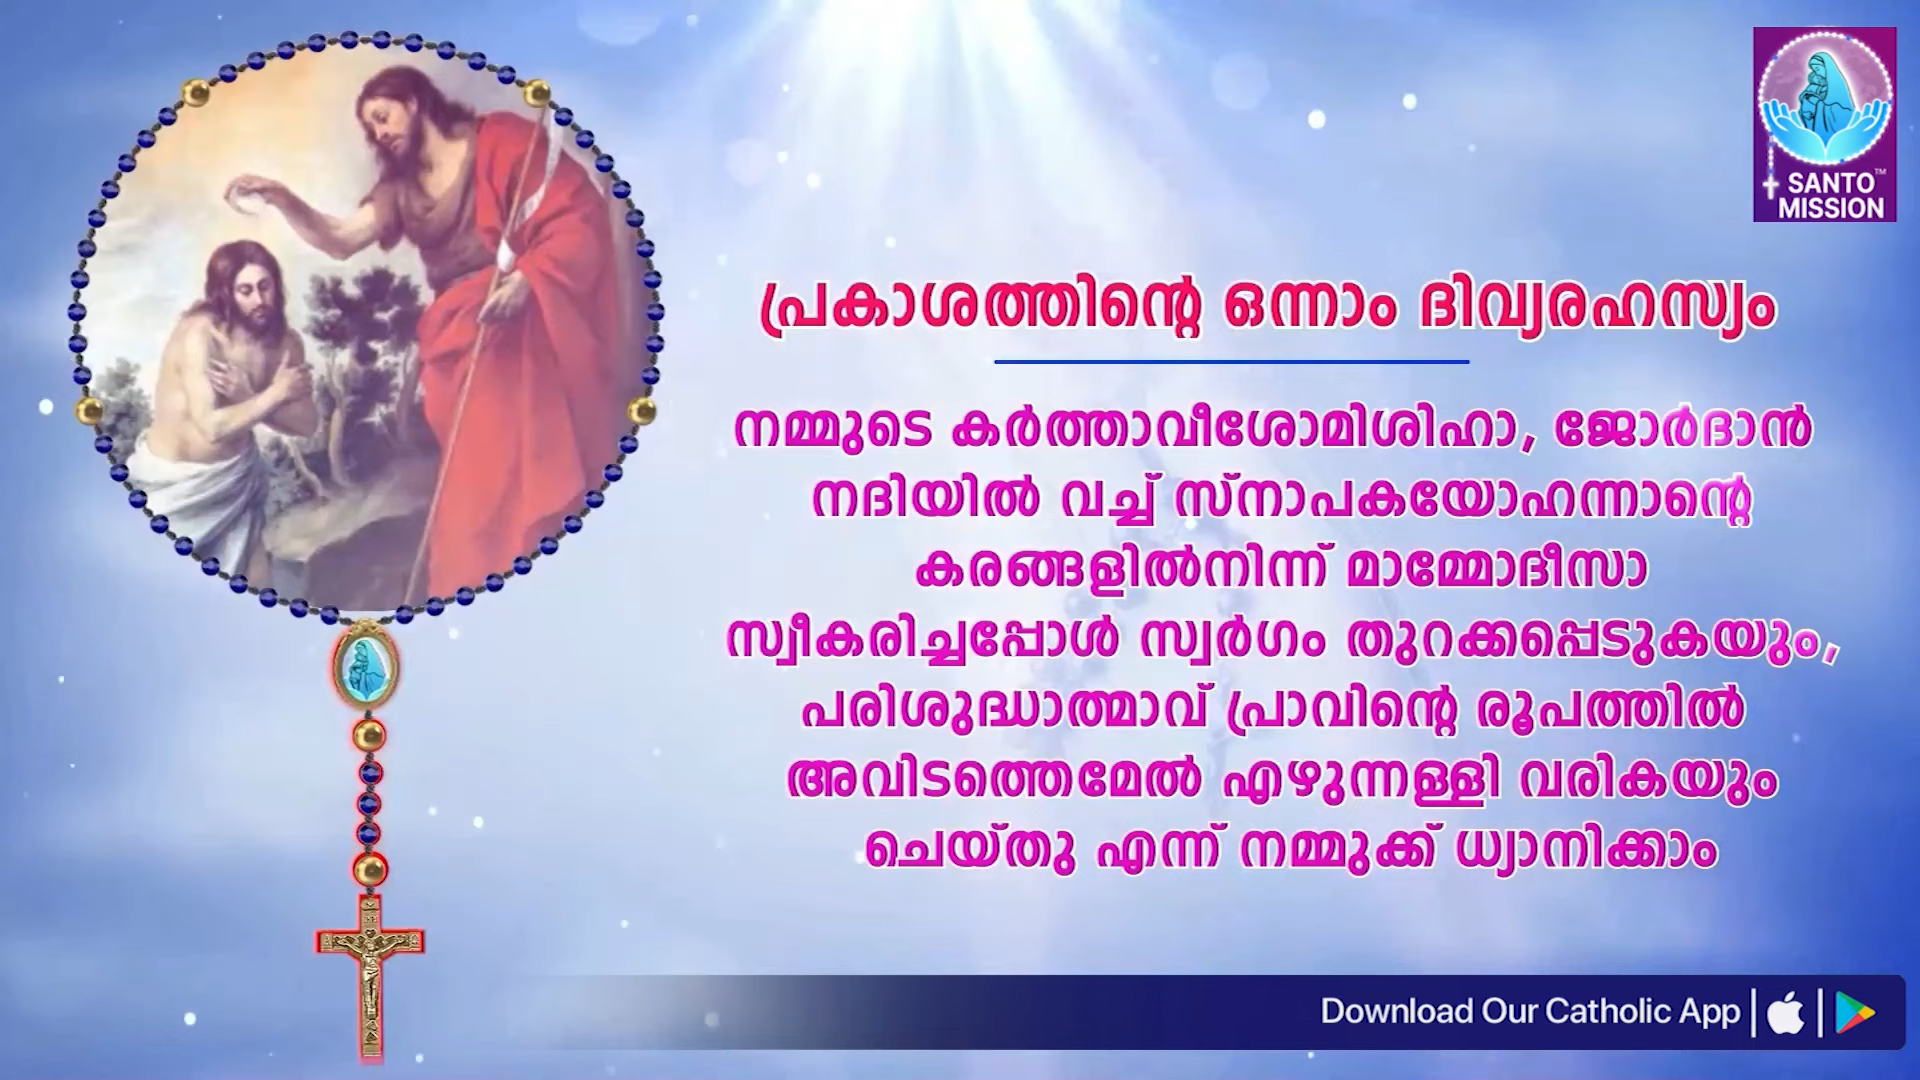 SANTO™
MISSION
പ്രകാശത്തിന്റെ ഒന്നാം ദിവ്യരഹസ്യം
നമ്മുടെ കർത്താവീശോമിശിഹാ, ജോർദാൻ
നദിയിൽ വച്ച് സ്നാപകയോഹന്നാന്റെ
കരങ്ങളിൽനിന്ന് മാമ്മോദീസാ
സ്വീകരിച്ചപ്പോൾ സ്വർഗം തുറക്കപ്പെടുകയും,
പരിശുദ്ധാത്മാവ് പ്രാവിന്റെ രൂപത്തിൽ
അവിടത്തെമേൽ എഴുന്നള്ളി വരികയും
ചെയ്തു എന്ന് നമ്മുക്ക് ധ്യാനിക്കാം
Download Our Catholic App